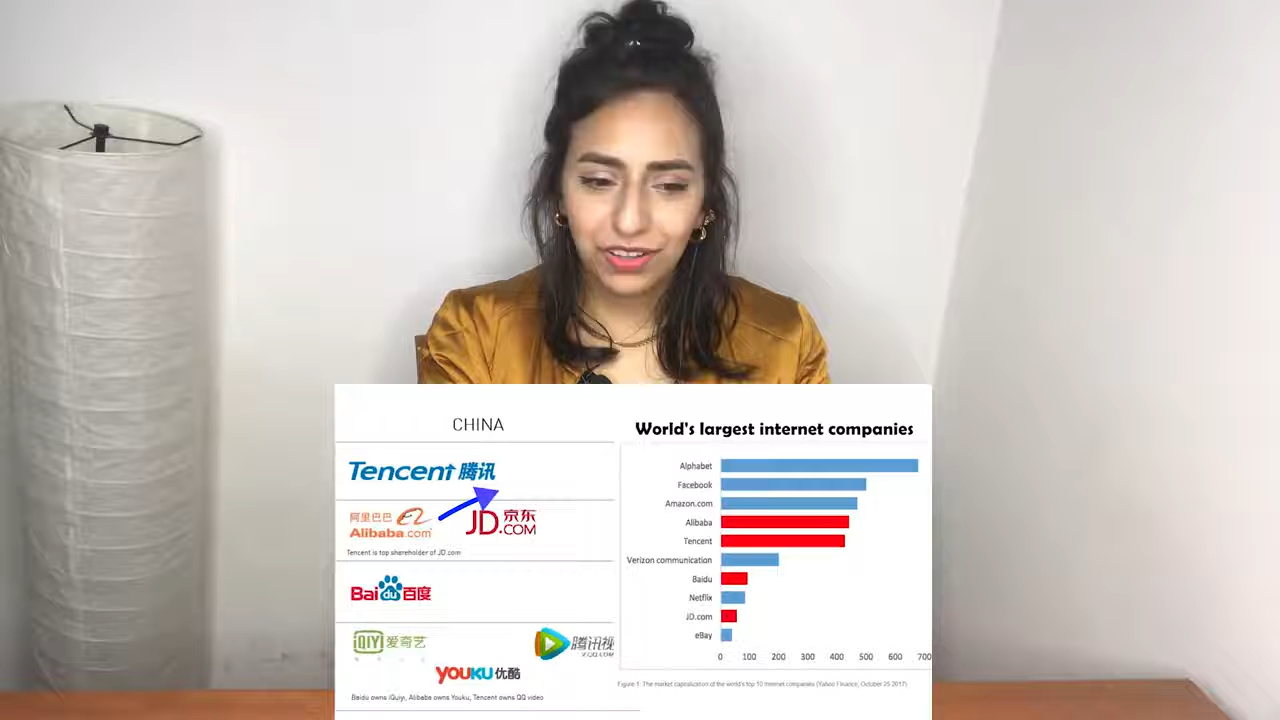 CHINA
Tencent 腾讯
阿里巴巴
Alibaba.com
JD 京东
.COM
Tencent is top shareholder of JD.com
Baidu 百度
iQIYI 爱奇艺
腾讯视
YOUKU 优酷
Baidu owns iQuiyi, Alibaba owns Youku, Tencent owns QQ video
World's largest internet companies
Alphabet
Facebook
Amazon.com
Alibaba
Tencent
Verizon communication
Baidu
Netflix
JD.com
eBay
0 100 200 300 400 500 600 700
Figure 1: The market capitalization of the world's top 10 Internet companies (Yahoo Finance, October 25 2017)